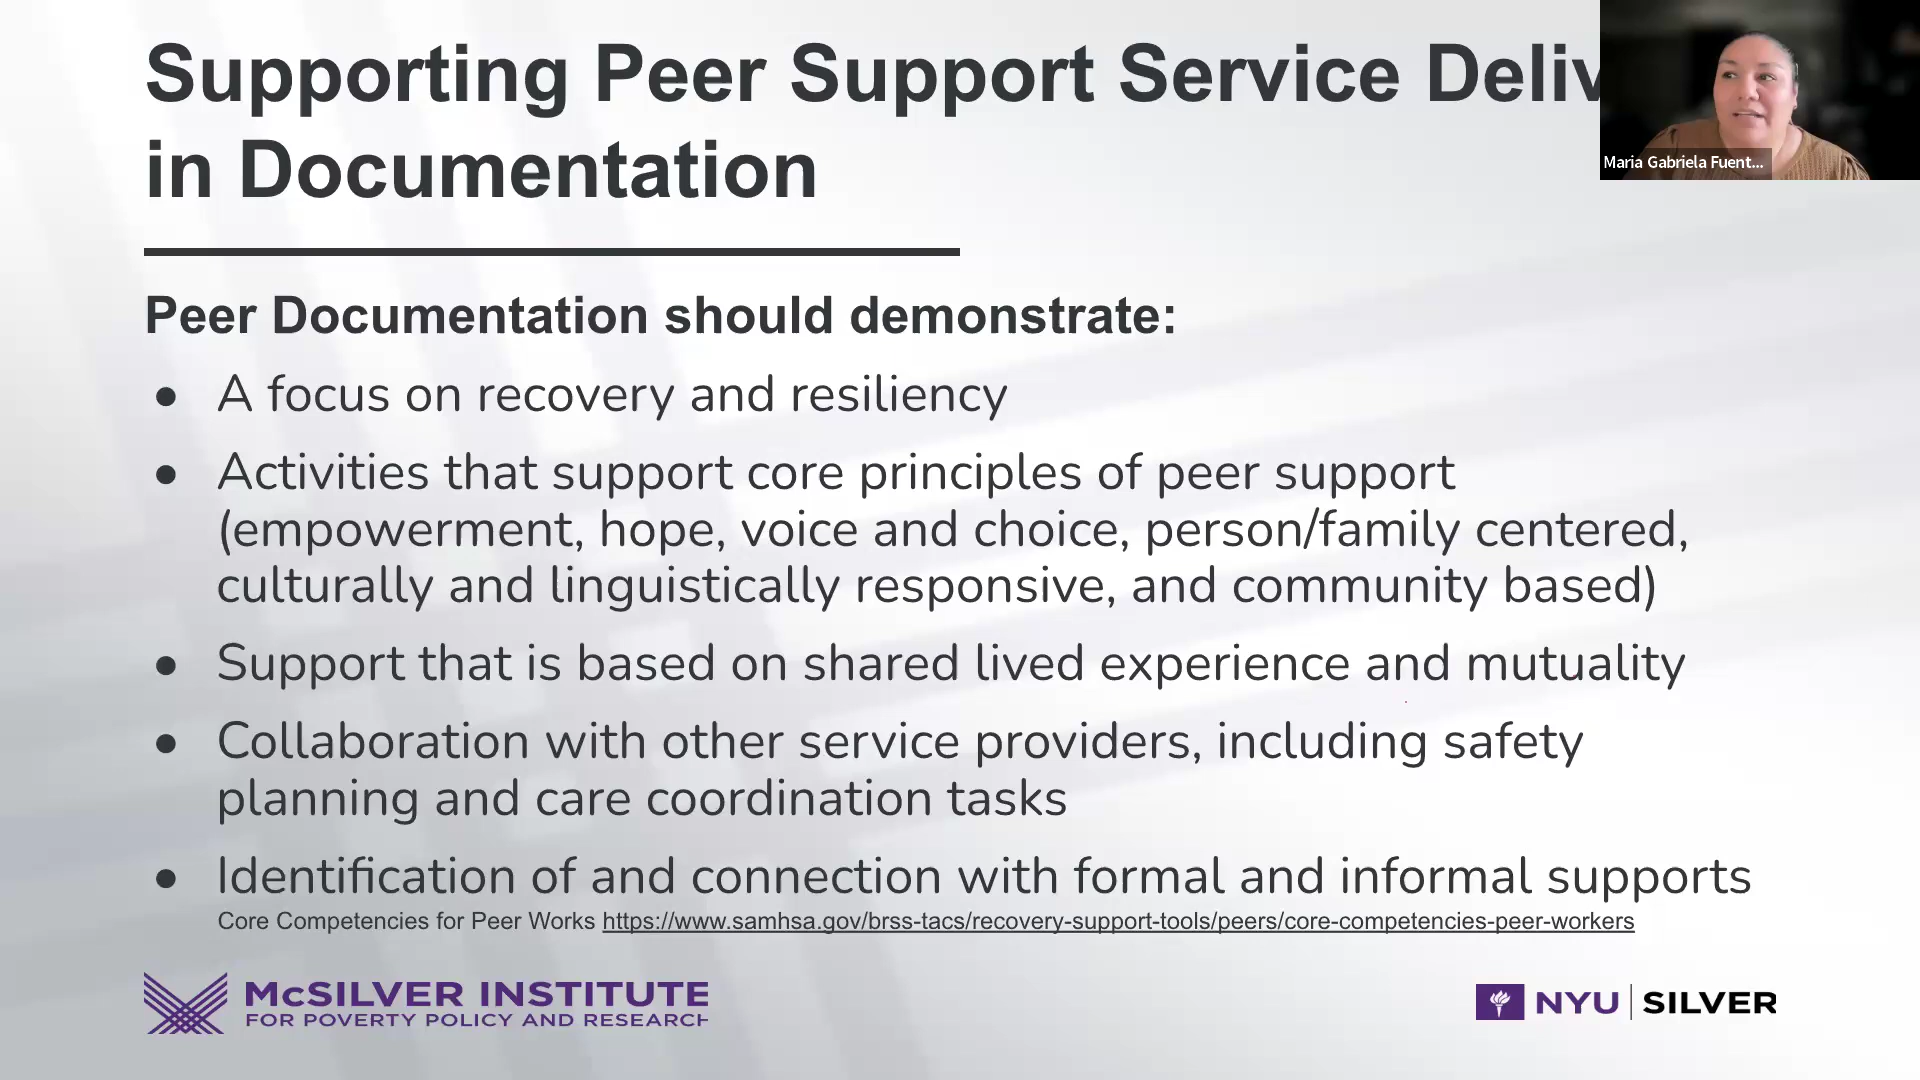 Supporting Peer Support Service Deliv
in Documentation
Maria Gabriela Fuent...
Peer Documentation should demonstrate:
● A focus on recovery and resiliency
● Activities that support core principles of peer support
(empowerment, hope, voice and choice, person/family centered,
culturally and linguistically responsive, and community based)
● Support that is based on shared lived experience and mutuality
● Collaboration with other service providers, including safety
planning and care coordination tasks
● Identification of and connection with formal and informal supports
Core Competencies for Peer Works https://www.samhsa.gov/brss-tacs/recovery-support-tools/peers/core-competencies-peer-workers
McSILVER INSTITUTE
FOR POVERTY POLICY AND RESEARCH
NYU | SILVER